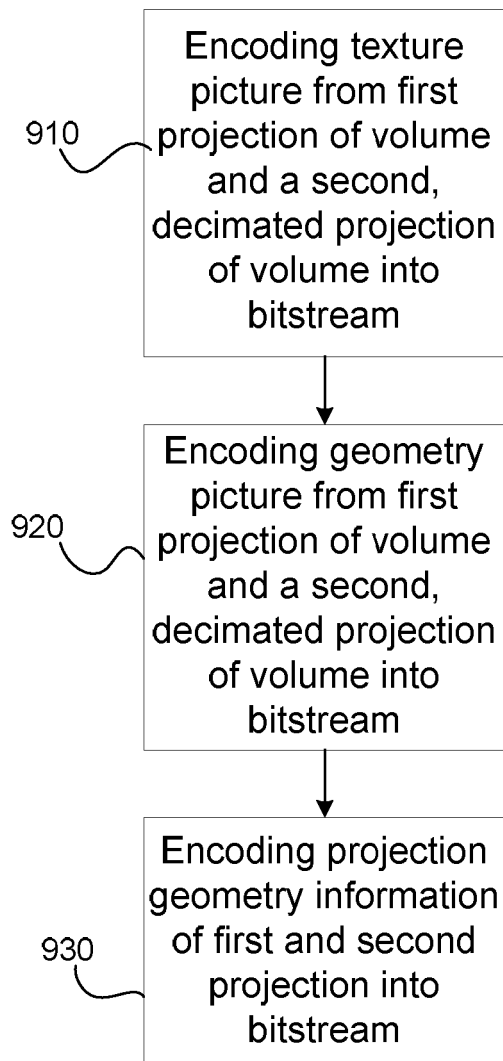 Encoding texture
picture from first
projection of volume
and a second,
decimated projection
of volume into
bitstream
910
Encoding geometry
picture from first
projection of volume
and a second,
decimated projection
of volume into
bitstream
920
Encoding projection
geometry information
of first and second
projection into
bitstream
930